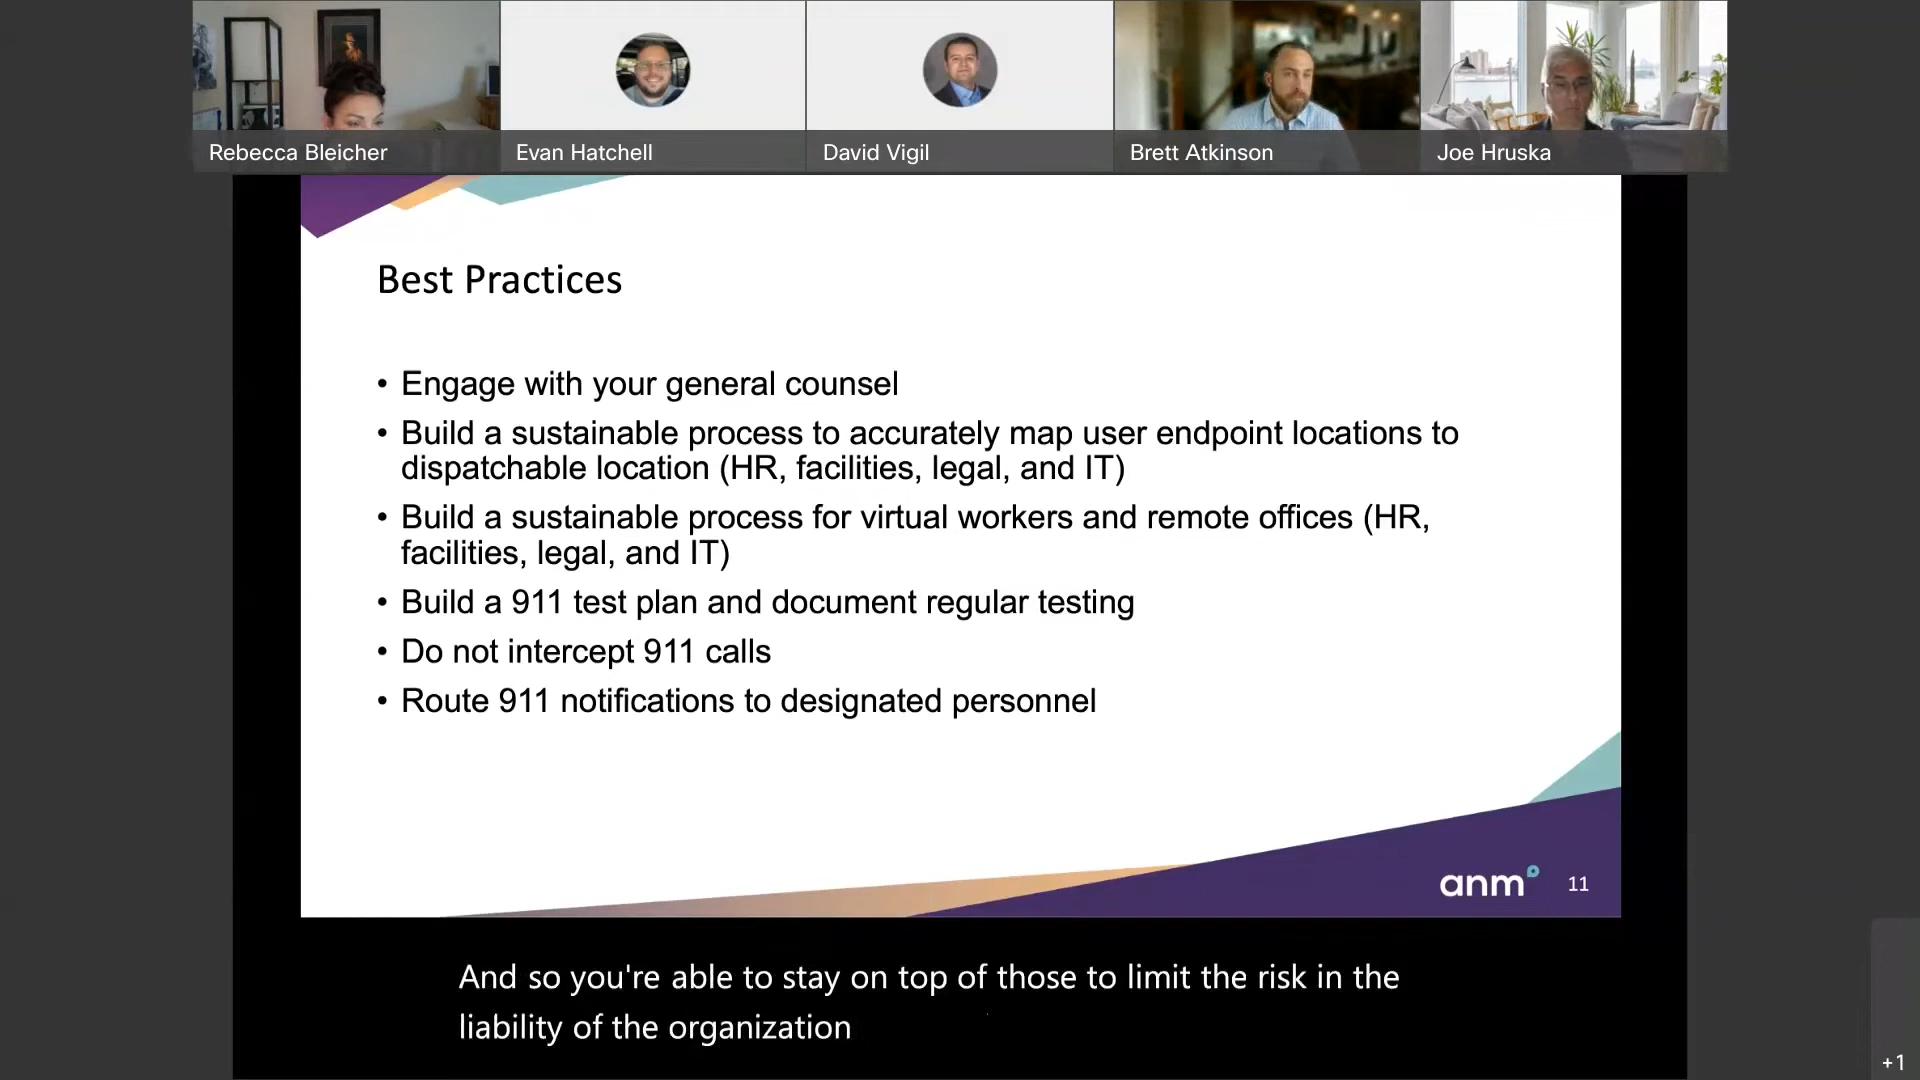 Rebecca Bleicher
Evan Hatchell
David Vigil
Brett Atkinson
Joe Hruska
Best Practices
• Engage with your general counsel
• Build a sustainable process to accurately map user endpoint locations to
dispatchable location (HR, facilities, legal, and IT)
• Build a sustainable process for virtual workers and remote offices (HR,
facilities, legal, and IT)
• Build a 911 test plan and document regular testing
• Do not intercept 911 calls
• Route 911 notifications to designated personnel
anm
11
And so you're able to stay on top of those to limit the risk in the
liability of the organization
+1